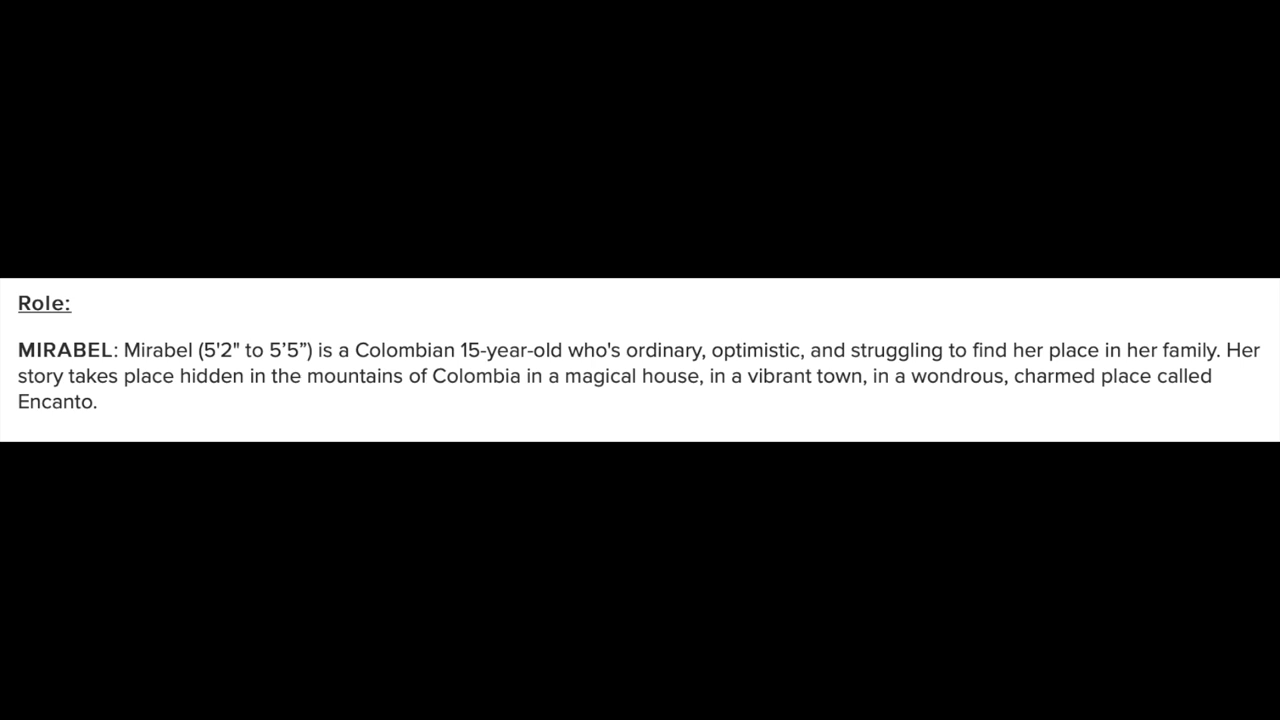 Role:
MIRABEL: Mirabel (5'2" to 5’5”) is a Colombian 15-year-old who's ordinary, optimistic, and struggling to find her place in her family. Her
story takes place hidden in the mountains of Colombia in a magical house, in a vibrant town, in a wondrous, charmed place called
Encanto.